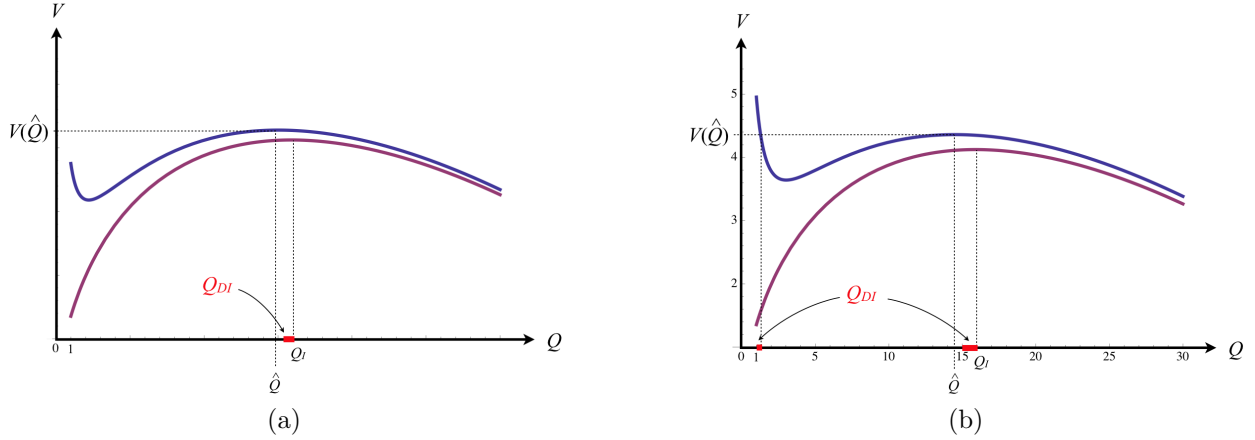 V
V(Q̂)
Q_DI
0 1
Q_I
Q
Q̂
(a)
V
5
V(Q̂)
4
3
2
Q_DI
0 1 5 10 15 Q_I 20 25 30
Q
Q̂
(b)